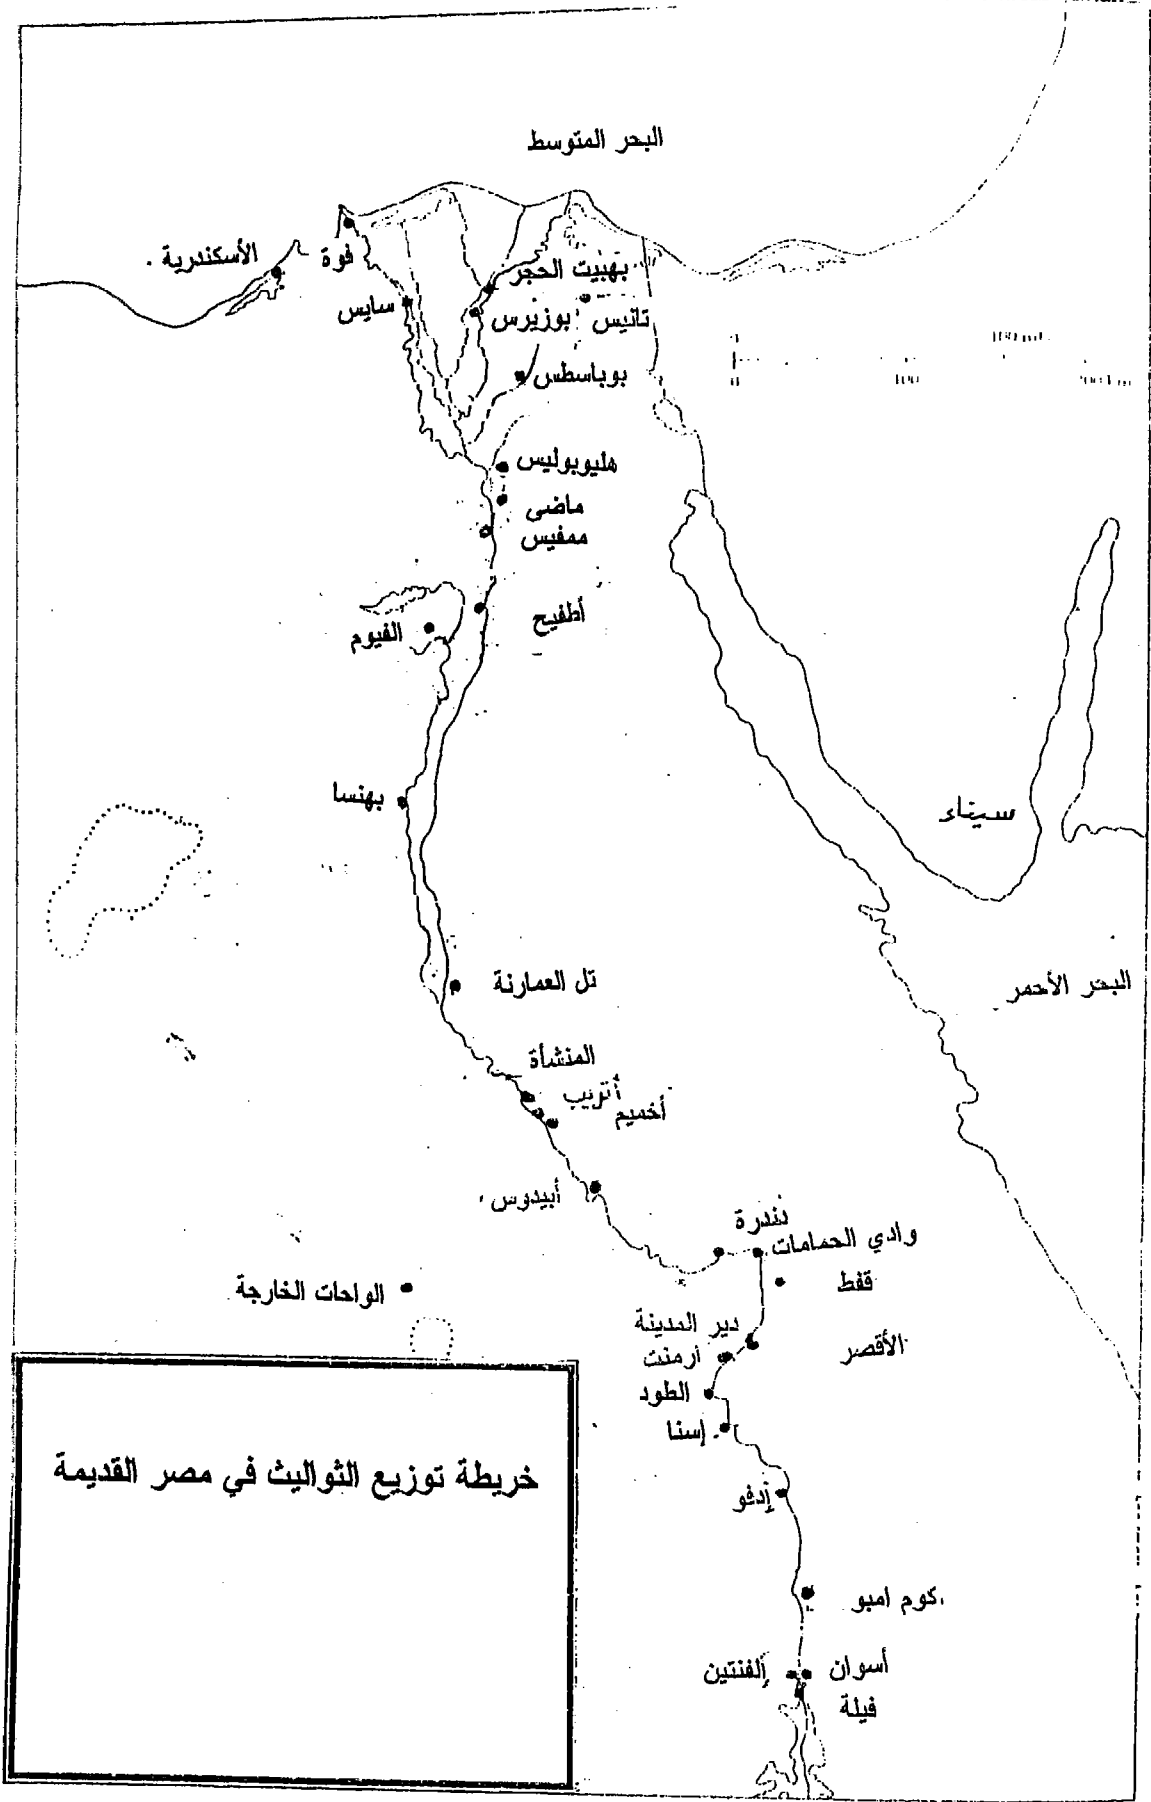 البحر المتوسط
الأسكندرية
فوة
بهبيت الحجر
سايس
بوزيرس
تانيس
بوباسطس
0
100
هليوبوليس
ماضى
ممفيس
أطفيح
الفيوم
بهنسا
سيناء
تل العمارنة
البحر الأحمر
المنشأة
أتريب
أخميم
أبيدوس
دندرة
وادي الحمامات
قفط
الواحات الخارجة
دير المدينة
أرمنت
الأقصر
الطود
إسنا
خريطة توزيع الثواليث في مصر القديمة
إدفو
كوم امبو
إلفنتين
أسوان
فيلة